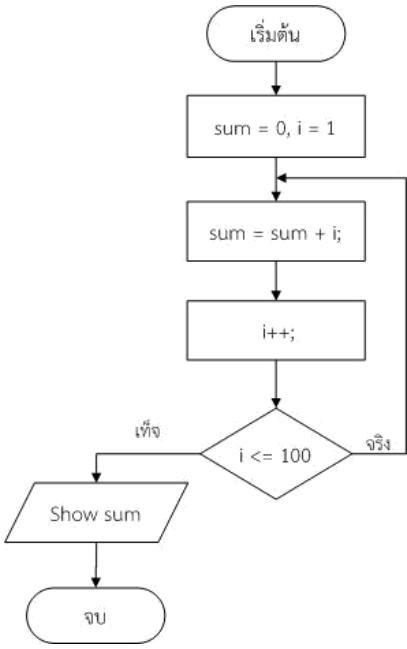 เริ่มต้น
sum = 0, i = 1
sum = sum + i;
i++;
i <= 100
เท็จ
จริง
Show sum
จบ